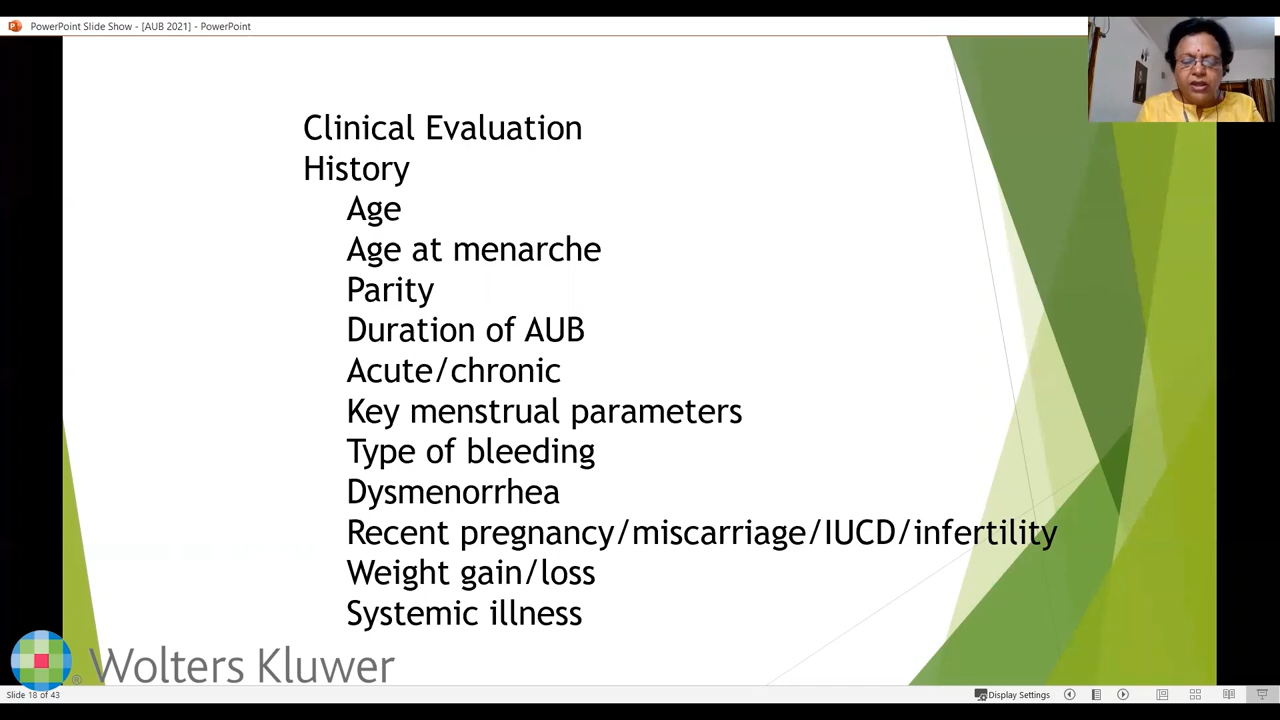 PowerPoint Slide Show - [AUB 2021] - PowerPoint
Clinical Evaluation
History
Age
Age at menarche
Parity
Duration of AUB
Acute/chronic
Key menstrual parameters
Type of bleeding
Dysmenorrhea
Recent pregnancy/miscarriage/IUCD/infertility
Weight gain/loss
Systemic illness
® Wolters Kluwer
Slide 18 of 43
Display Settings